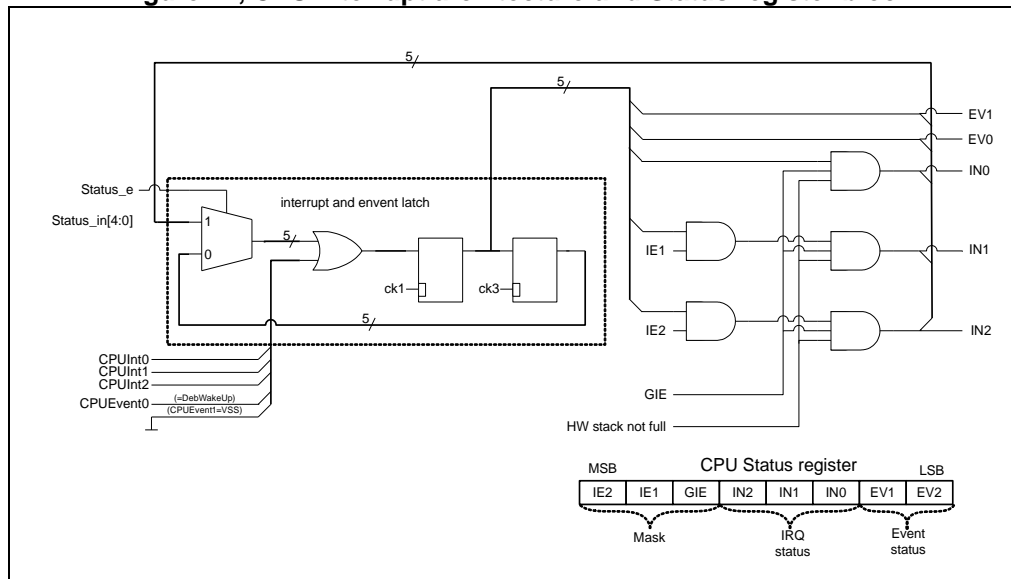 5
5
EV1
EV0
IN0
Status_e
interrupt and envent latch
Status_in[4:0]
1
5
0
IE1
IN1
ck1
ck3
5
IE2
IN2
CPUInt0
CPUInt1
CPUInt2
CPUEvent0
(=DebWakeUp)
(CPUEvent1=VSS)
GIE
HW stack not full
MSB CPU Status register LSB
IE2 IE1 GIE IN2 IN1 IN0 EV1 EV2
Mask IRQ status Event status